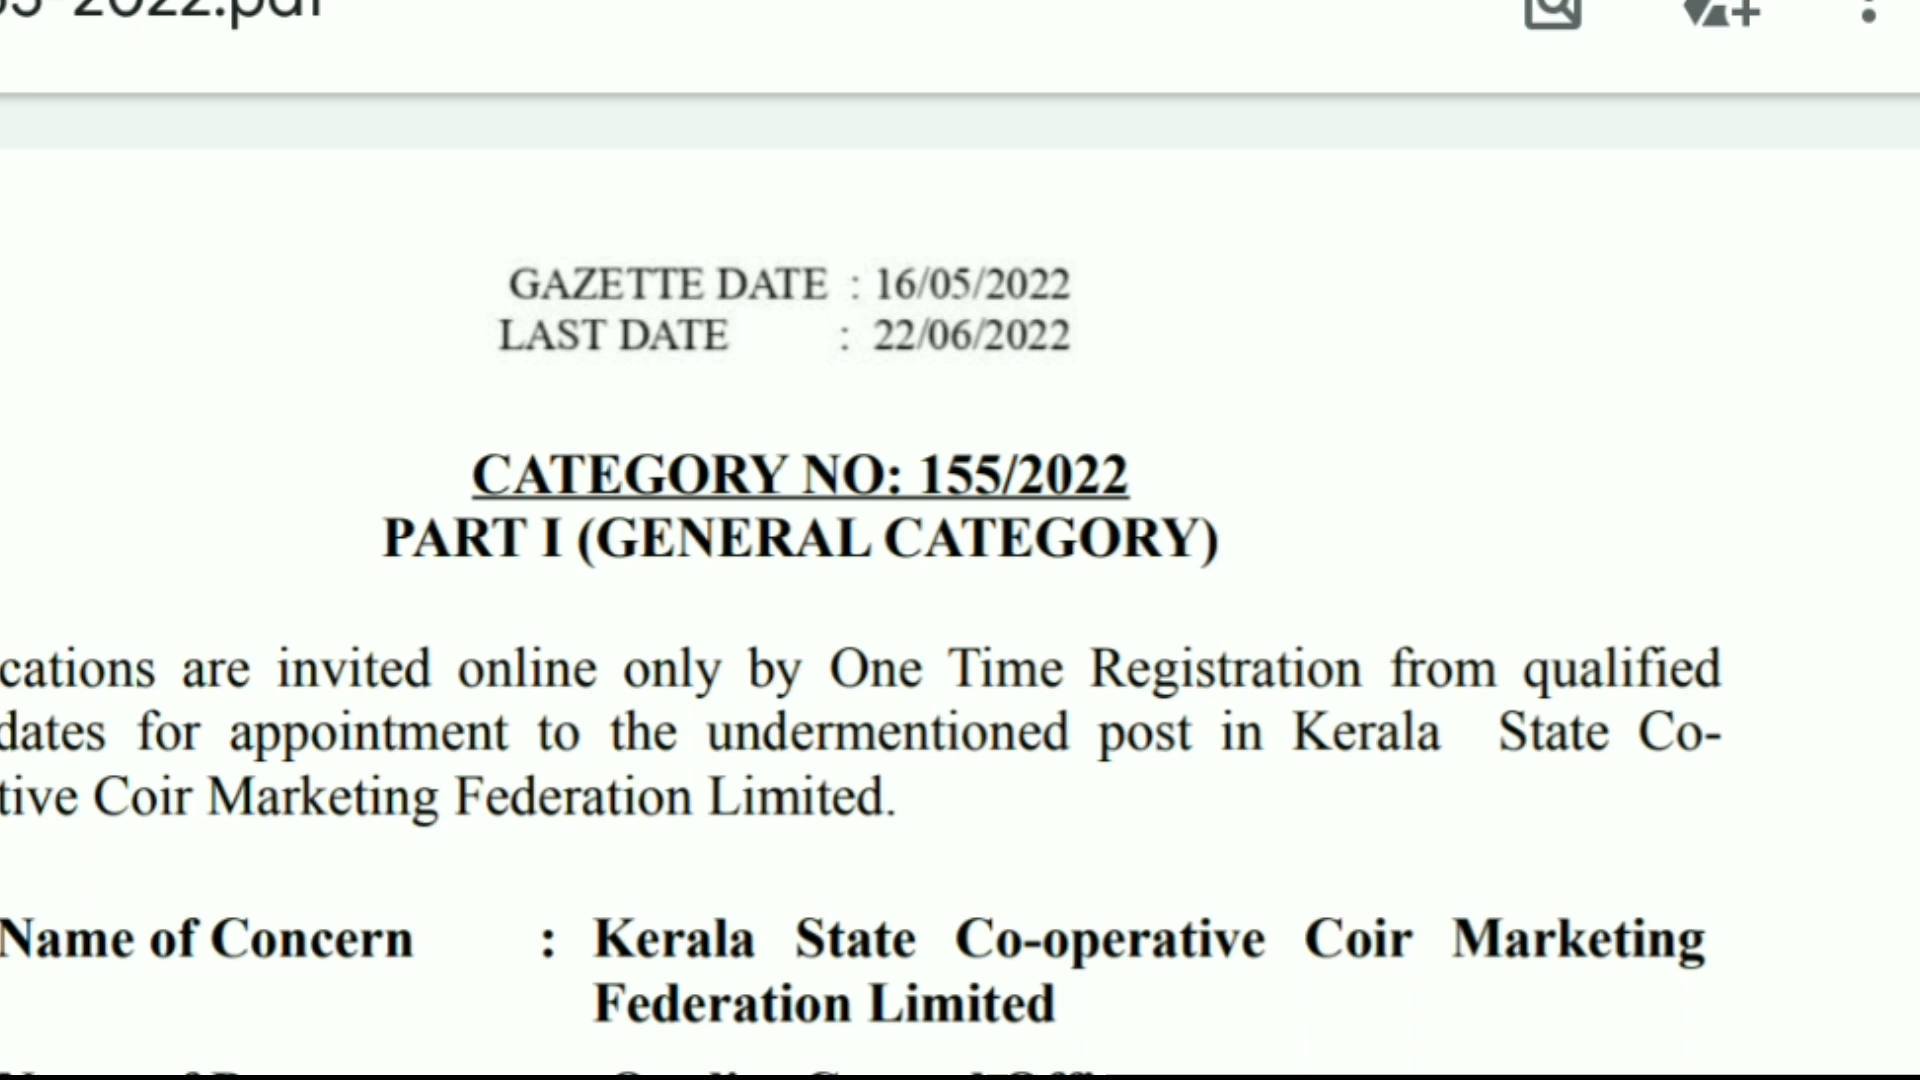 -2022.pdf
GAZETTE DATE : 16/05/2022
LAST DATE : 22/06/2022
CATEGORY NO: 155/2022
PART I (GENERAL CATEGORY)
cations are invited online only by One Time Registration from qualified
dates for appointment to the undermentioned post in Kerala State Co-
tive Coir Marketing Federation Limited.
Name of Concern : Kerala State Co-operative Coir Marketing
Federation Limited